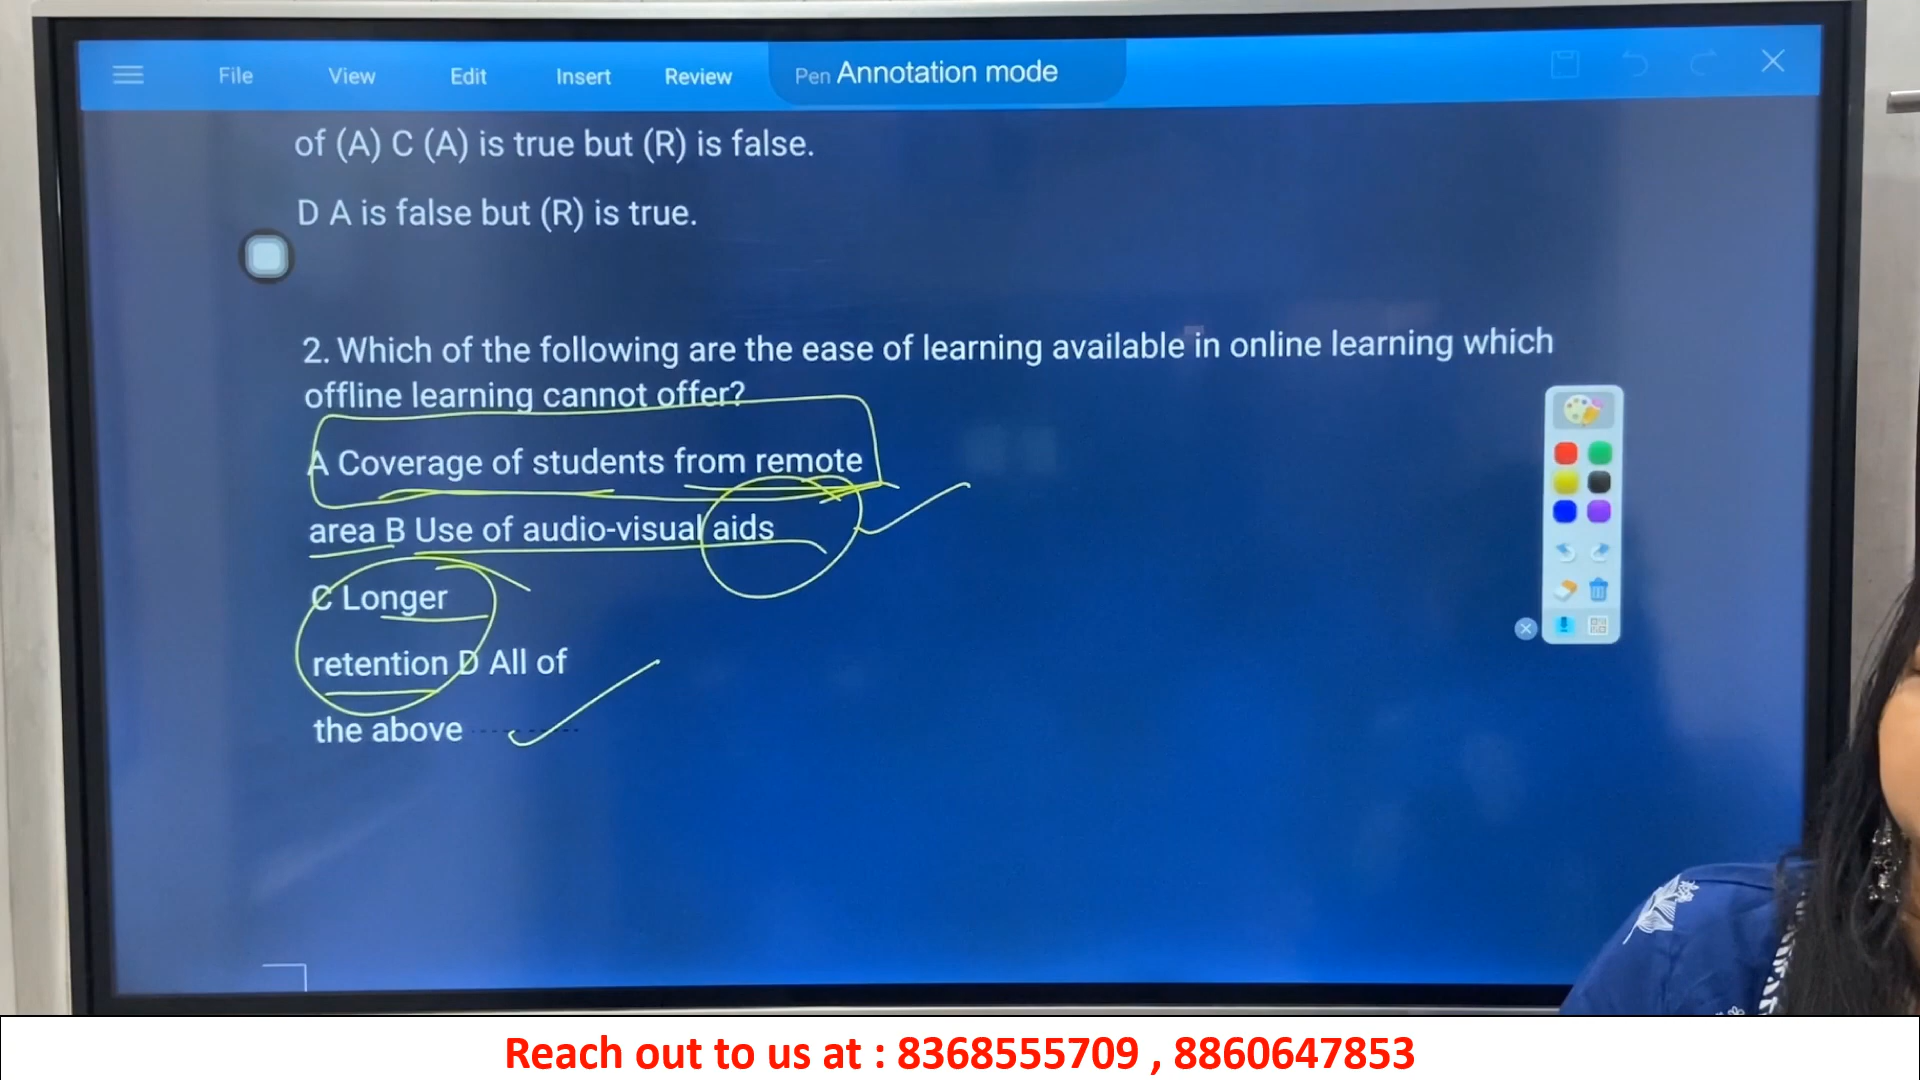 File View Edit Insert Review Pen Annotation mode
of (A) C (A) is true but (R) is false.
D A is false but (R) is true.
2. Which of the following are the ease of learning available in online learning which
offline learning cannot offer?
A Coverage of students from remote
area B Use of audio-visual aids
C Longer
retention D All of
the above
Reach out to us at : 8368555709 , 8860647853